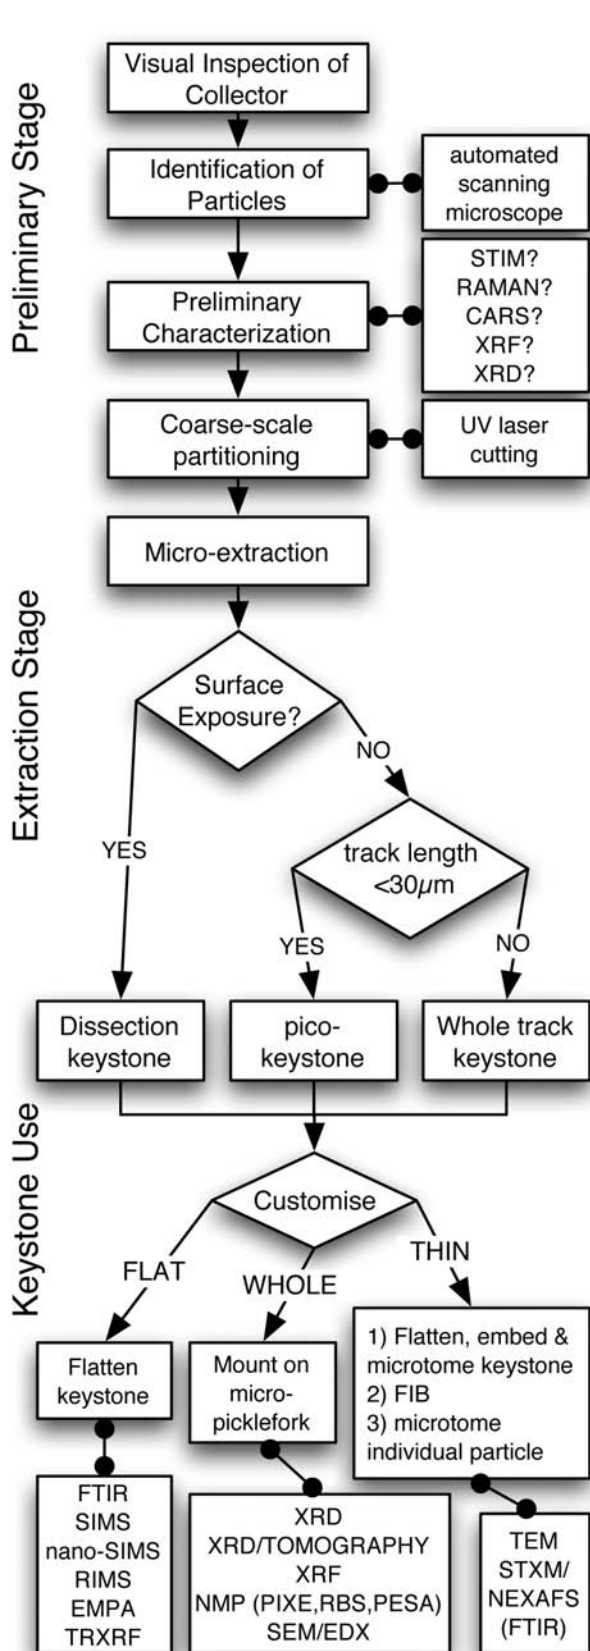 Preliminary Stage
Visual Inspection of
Collector
Identification of
Particles
automated
scanning
microscope
Preliminary
Characterization
STIM?
RAMAN?
CARS?
XRF?
XRD?
Coarse-scale
partitioning
UV laser
cutting
Extraction Stage
Micro-extraction
Surface
Exposure?
NO
YES
track length
<30µm
YES
NO
Dissection
keystone
pico-
keystone
Whole track
keystone
Keystone Use
Customise
FLAT
WHOLE
THIN
Flatten
keystone
Mount on
micro-
picklefork
1) Flatten, embed &
microtome keystone
2) FIB
3) microtome
individual particle
FTIR
SIMS
nano-SIMS
RIMS
EMPA
TRXRF
XRD
XRD/TOMOGRAPHY
XRF
NMP (PIXE,RBS,PESA)
SEM/EDX
TEM
STXM/
NEXAFS
(FTIR)